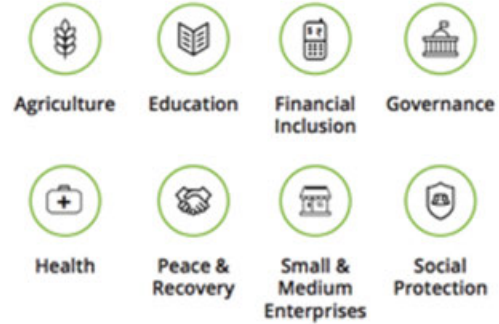 Agriculture
Education
Financial
Inclusion
Governance
Health
Peace &
Recovery
Small &
Medium
Enterprises
Social
Protection